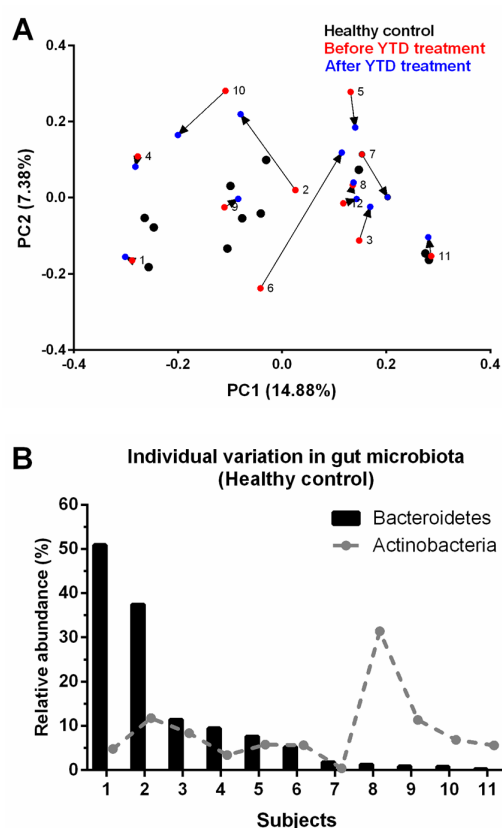 A
Healthy control
Before YTD treatment
After YTD treatment
PC2 (7.38%)
0.4
0.2
0.0
-0.2
-0.4
10
5
4
7
2
8
9
12
3
6
1
11
-0.4
-0.2
0.0
0.2
0.4
PC1 (14.88%)
B
Individual variation in gut microbiota
(Healthy control)
Relative abundance (%)
60
50
40
30
20
10
0
Bacteroidetes
Actinobacteria
1 2 3 4 5 6 7 8 9 10 11
Subjects